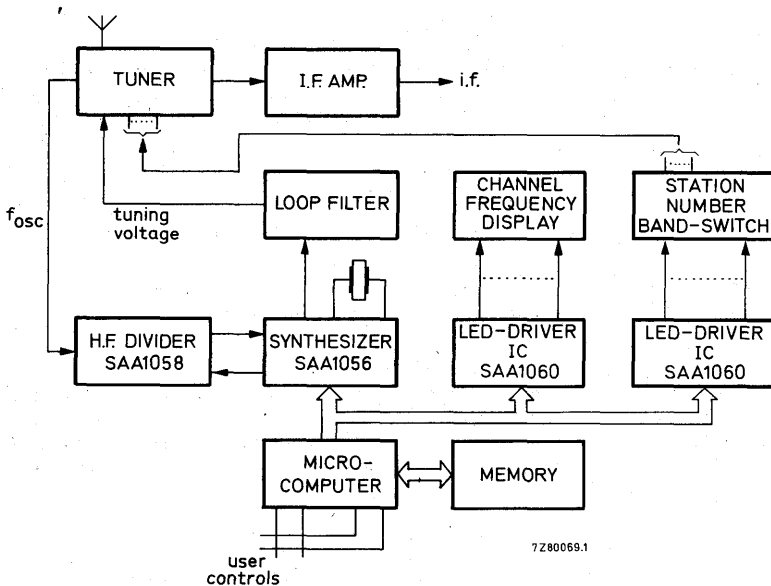 TUNER
I.F. AMP.
i.f.
fosc
tuning
voltage
LOOP FILTER
CHANNEL
FREQUENCY
DISPLAY
STATION
NUMBER
BAND-SWITCH
H.F. DIVIDER
SAA1058
SYNTHESIZER
SAA1056
LED-DRIVER
IC
SAA1060
LED-DRIVER
IC
SAA1060
MICRO-
COMPUTER
MEMORY
user
controls
7Z80069.1